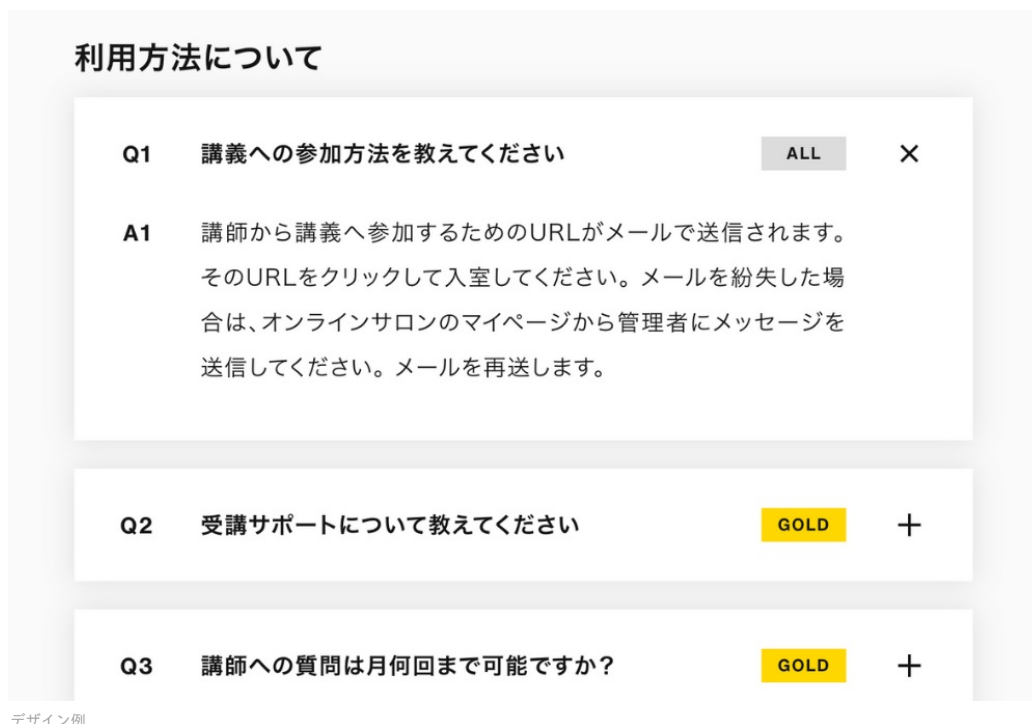 利用方法について
Q1 講義への参加方法を教えてください ALL ×
A1 講師から講義へ参加するためのURLがメールで送信されます。
そのURLをクリックして入室してください。メールを紛失した場
合は、オンラインサロンのマイページから管理者にメッセージを
送信してください。メールを再送します。
Q2 受講サポートについて教えてください GOLD +
Q3 講師への質問は月何回まで可能ですか? GOLD +
デザイン例